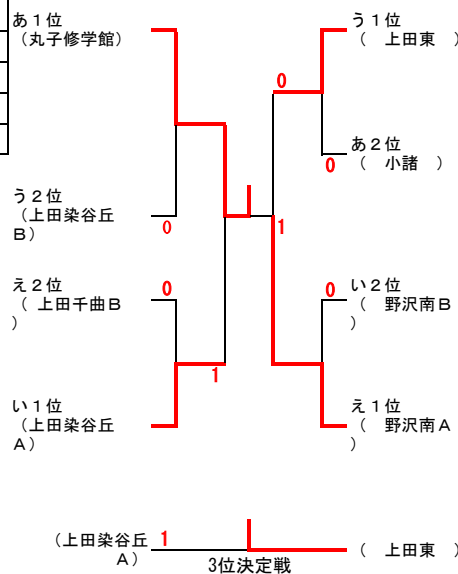 あ１位
（丸子修学館）
う１位
（　上田東　）
0
あ２位
（　小諸　）
0
う２位
（上田染谷丘
Ｂ）
0
1
え２位
（ 上田千曲Ｂ
）
0
0
い２位
（　野沢南Ｂ
）
1
い１位
（上田染谷丘
Ａ）
え１位
（　野沢南Ａ
）
（上田染谷丘
Ａ）
1
3位決定戦
（　上田東　）